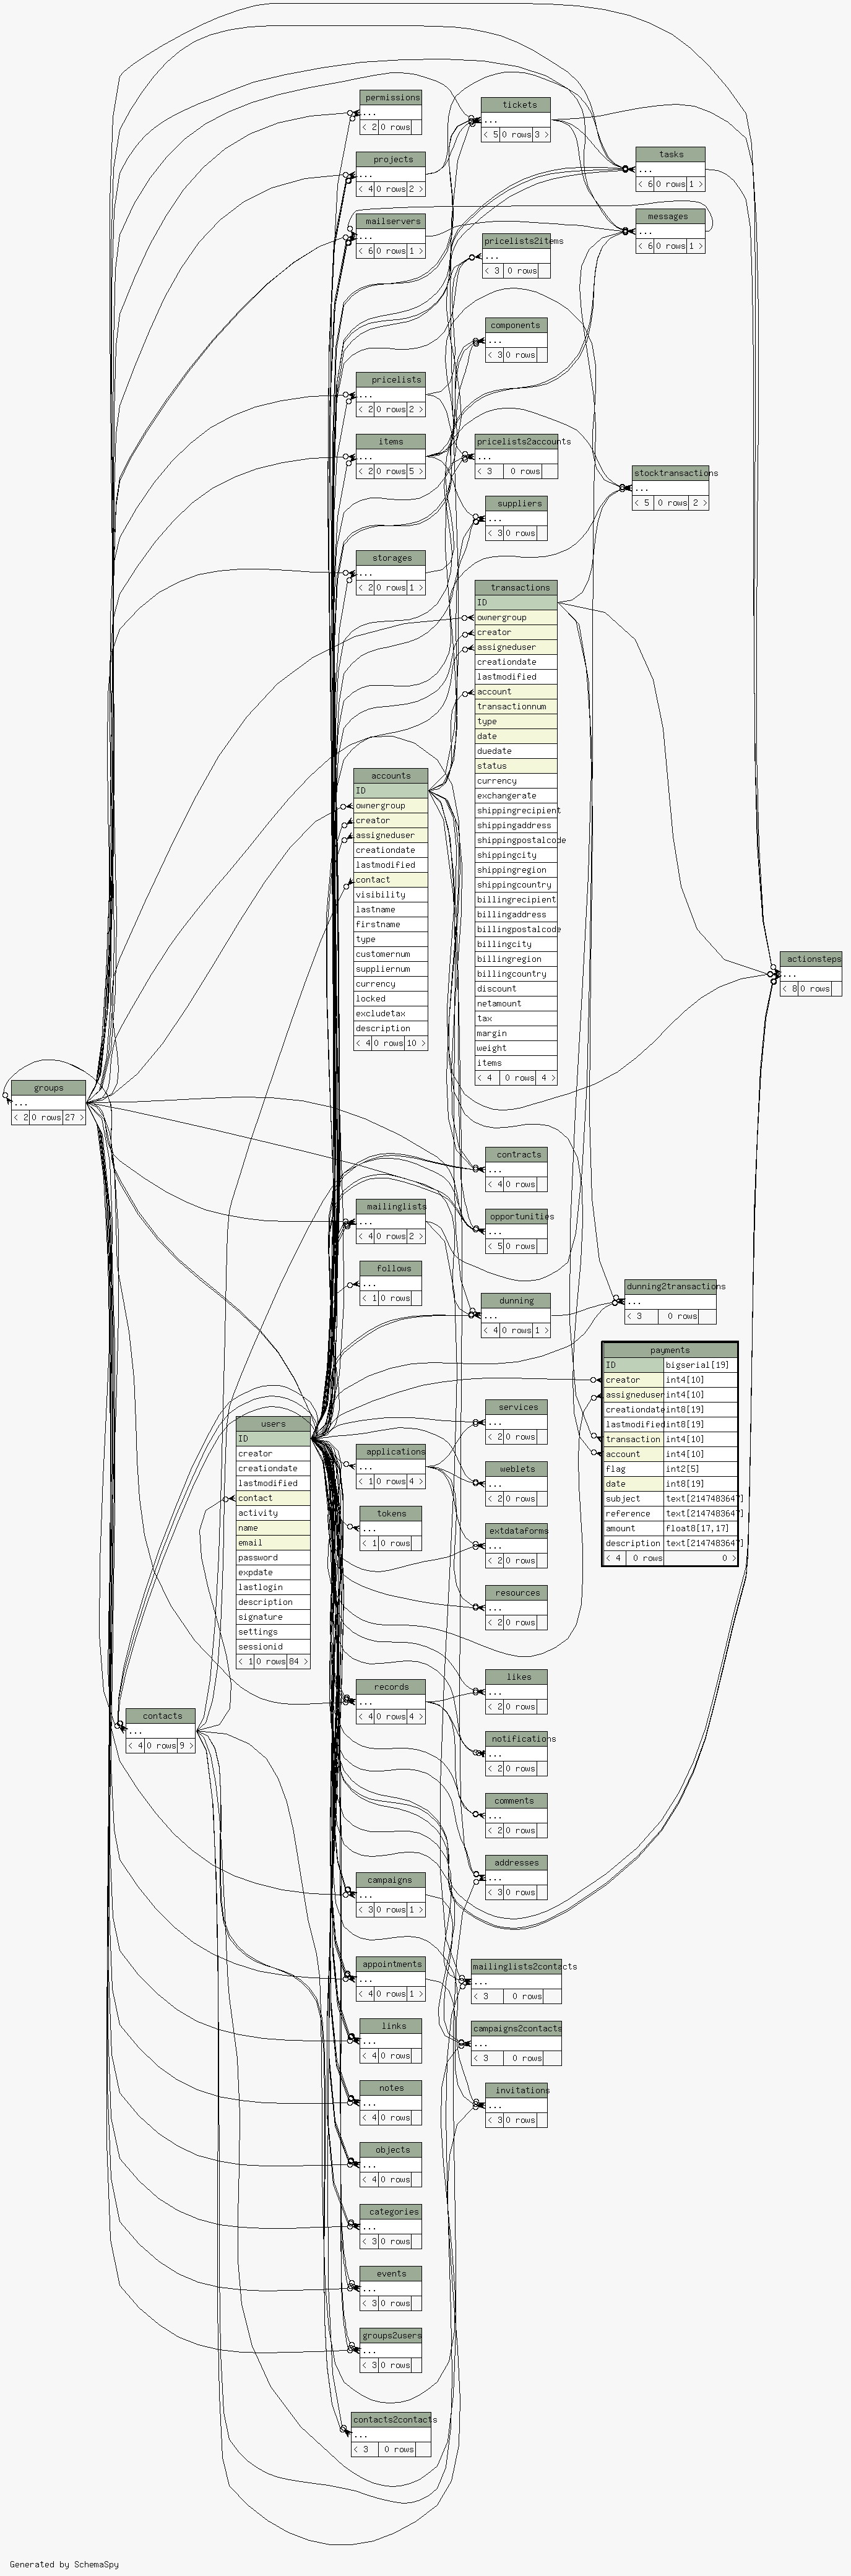 permissions
...
< 2 0 rows
projects
...
< 4 0 rows 2 >
mailservers
...
< 6 0 rows 1 >
pricelists
...
< 2 0 rows 2 >
items
...
< 2 0 rows 5 >
storages
...
< 2 0 rows 1 >
tickets
...
< 5 0 rows 3 >
pricelists2items
...
< 3 0 rows
components
...
< 3 0 rows
pricelists2accounts
...
< 3 0 rows
suppliers
...
< 3 0 rows
tasks
...
< 6 0 rows 1 >
messages
...
< 6 0 rows 1 >
stocktransactions
...
< 5 0 rows 2 >
transactions
ID
ownergroup
creator
assigneduser
creationdate
lastmodified
account
transactionnum
type
date
duedate
status
currency
exchangerate
shippingrecipient
shippingaddress
shippingpostalcode
shippingcity
shippingregion
shippingcountry
billingrecipient
billingaddress
billingpostalcode
billingcity
billingregion
billingcountry
discount
netamount
tax
margin
weight
items
< 4 0 rows 4 >
accounts
ID
ownergroup
creator
assigneduser
creationdate
lastmodified
contact
visibility
lastname
firstname
type
customernum
suppliernum
currency
locked
excludetax
description
< 4 0 rows 10 >
actionsteps
...
< 8 0 rows
groups
...
< 2 0 rows 27 >
contracts
...
< 4 0 rows
opportunities
...
< 5 0 rows
mailinglists
...
< 4 0 rows 2 >
follows
...
< 1 0 rows
dunning
...
< 4 0 rows 1 >
dunning2transactions
...
< 3 0 rows
payments
ID bigserial[19]
creator int4[10]
assigneduser int4[10]
creationdate int8[19]
lastmodified int8[19]
transaction int4[10]
account int4[10]
flag int2[5]
date int8[19]
subject text[2147483647]
reference text[2147483647]
amount float8[17,17]
description text[2147483647]
< 4 0 rows 0 >
users
ID
creator
creationdate
lastmodified
contact
activity
name
email
password
expdate
lastlogin
description
signature
settings
sessionid
< 1 0 rows 84 >
applications
...
< 1 0 rows 4 >
tokens
...
< 1 0 rows
services
...
< 2 0 rows
weblets
...
< 2 0 rows
extdataforms
...
< 2 0 rows
resources
...
< 2 0 rows
records
...
< 4 0 rows 4 >
likes
...
< 2 0 rows
notifications
...
< 2 0 rows
comments
...
< 2 0 rows
addresses
...
< 3 0 rows
contacts
...
< 4 0 rows 9 >
campaigns
...
< 3 0 rows 1 >
appointments
...
< 4 0 rows 1 >
links
...
< 4 0 rows
notes
...
< 4 0 rows
objects
...
< 4 0 rows
categories
...
< 3 0 rows
events
...
< 3 0 rows
groups2users
...
< 3 0 rows
contacts2contacts
...
< 3 0 rows
mailinglists2contacts
...
< 3 0 rows
campaigns2contacts
...
< 3 0 rows
invitations
...
< 3 0 rows
Generated by SchemaSpy